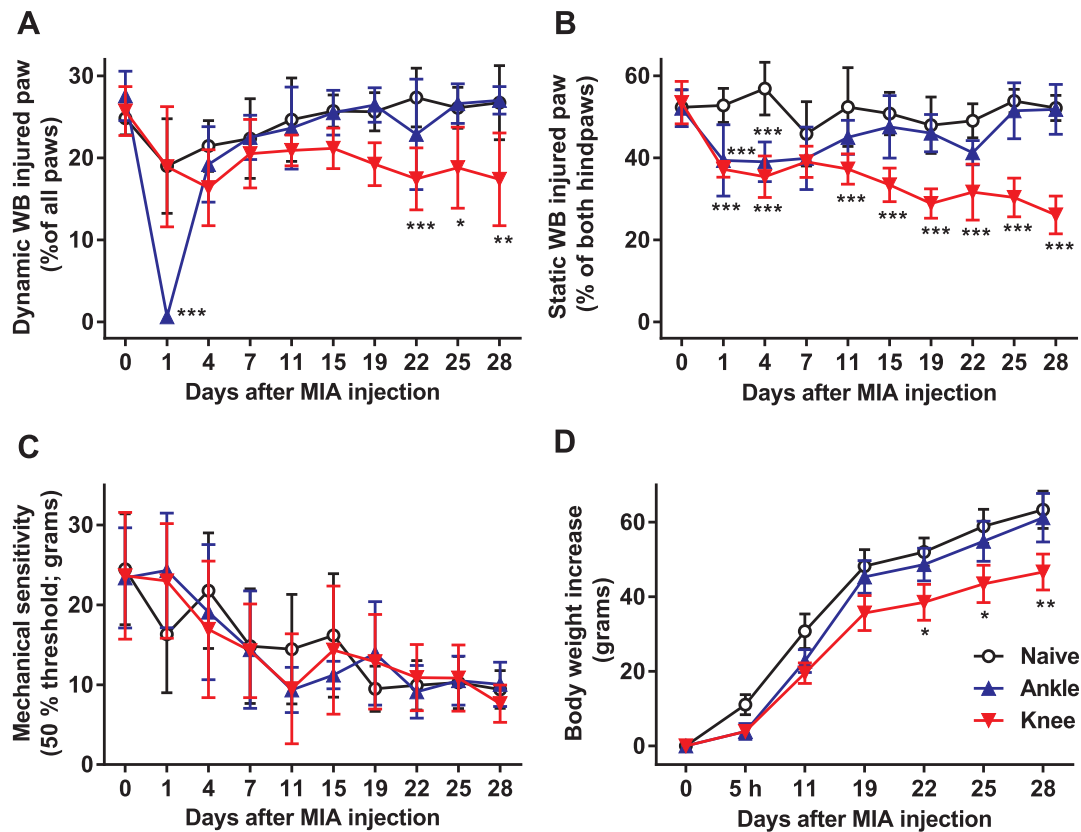 A
Dynamic WB injured paw
(%of all paws)
30
20
10
0
***
***
*
**
0 1 4 7 11 15 19 22 25 28
Days after MIA injection
B
Static WB injured paw
(% of both hindpaws)
60
40
20
0
***
***
***
***
***
***
***
***
***
***
0 1 4 7 11 15 19 22 25 28
Days after MIA injection
C
Mechanical sensitivity
(50 % threshold; grams)
30
20
10
0
0 1 4 7 11 15 19 22 25 28
Days after MIA injection
D
Body weight increase
(grams)
60
40
20
0
*
*
**
Naive
Ankle
Knee
0 5 h 11 19 22 25 28
Days after MIA injection